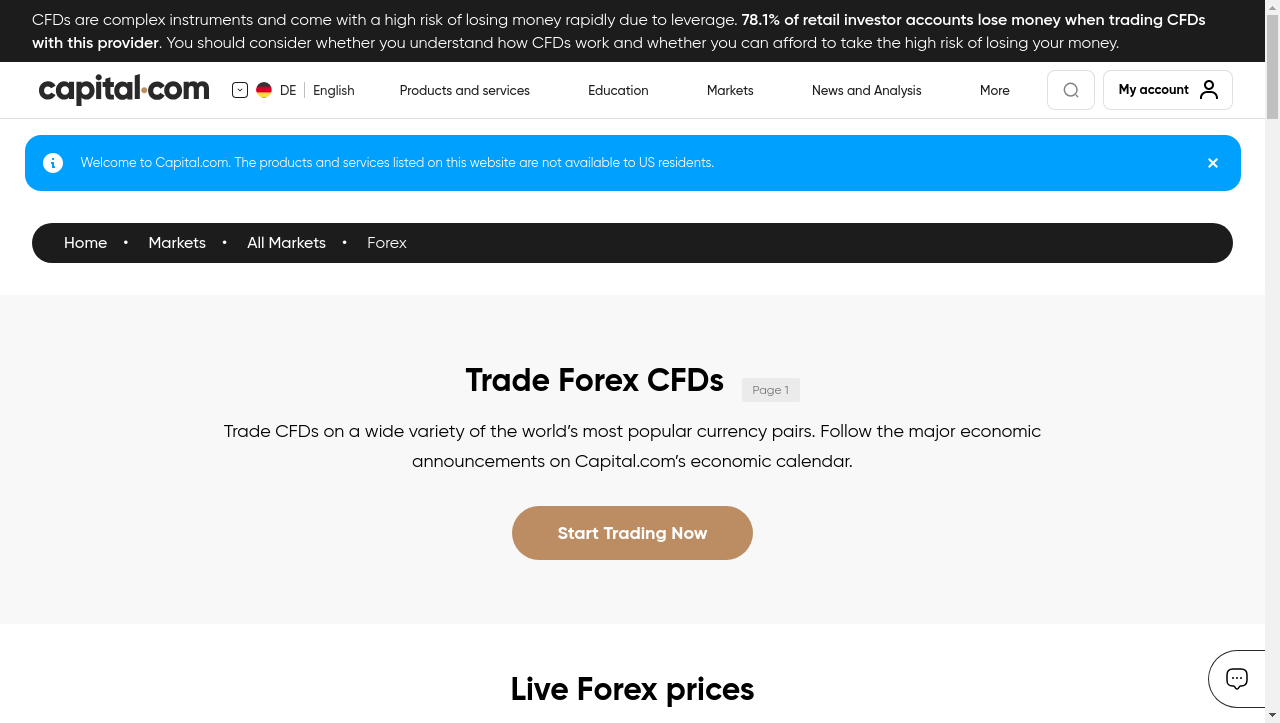 CFDs are complex instruments and come with a high risk of losing money rapidly due to leverage. 78.1% of retail investor accounts lose money when trading CFDs
with this provider. You should consider whether you understand how CFDs work and whether you can afford to take the high risk of losing your money.
capital.com DE English Products and services Education Markets News and Analysis More My account
Welcome to Capital.com. The products and services listed on this website are not available to US residents.
Home • Markets • All Markets • Forex
Trade Forex CFDs Page 1
Trade CFDs on a wide variety of the world’s most popular currency pairs. Follow the major economic
announcements on Capital.com’s economic calendar.
Start Trading Now
Live Forex prices